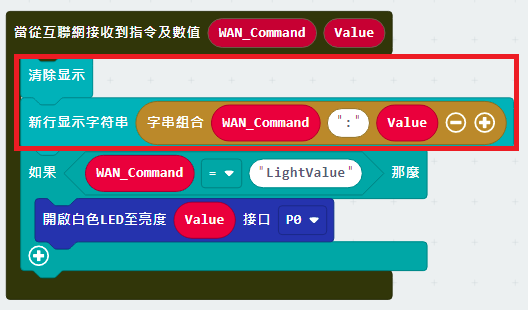 當從互聯網接收到指令及數值 WAN_Command Value
清除顯示
新行顯示字符串 字串組合 WAN_Command ":" Value
如果 WAN_Command = "LightValue" 那麼
開啟白色LED至亮度 Value 接口 P0